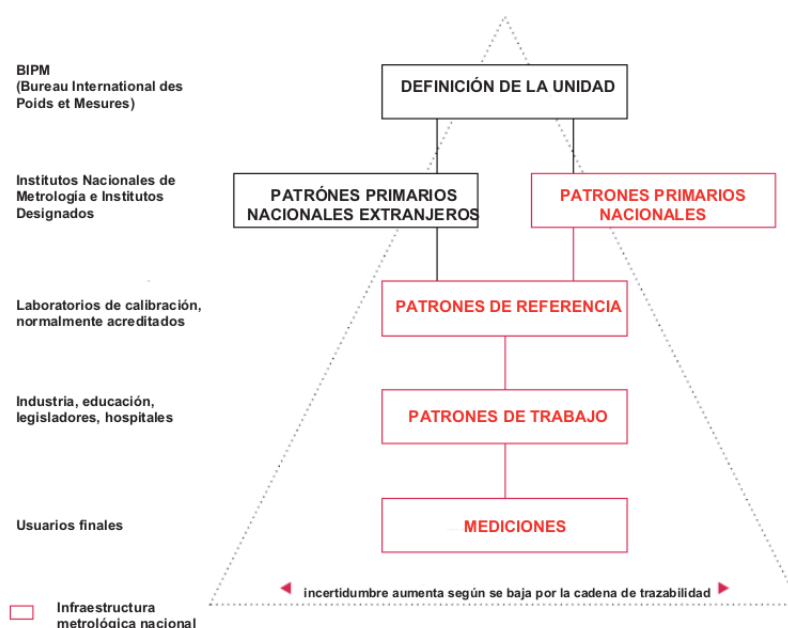 BIPM
(Bureau International des
Poids et Mesures)
DEFINICIÓN DE LA UNIDAD
Institutos Nacionales de
Metrología e Institutos
Designados
PATRÓNES PRIMARIOS
NACIONALES EXTRANJEROS
PATRONES PRIMARIOS
NACIONALES
Laboratorios de calibración,
normalmente acreditados
PATRONES DE REFERENCIA
Industria, educación,
legisladores, hospitales
PATRONES DE TRABAJO
Usuarios finales
MEDICIONES
incertidumbre aumenta según se baja por la cadena de trazabilidad
Infraestructura
metrológica nacional